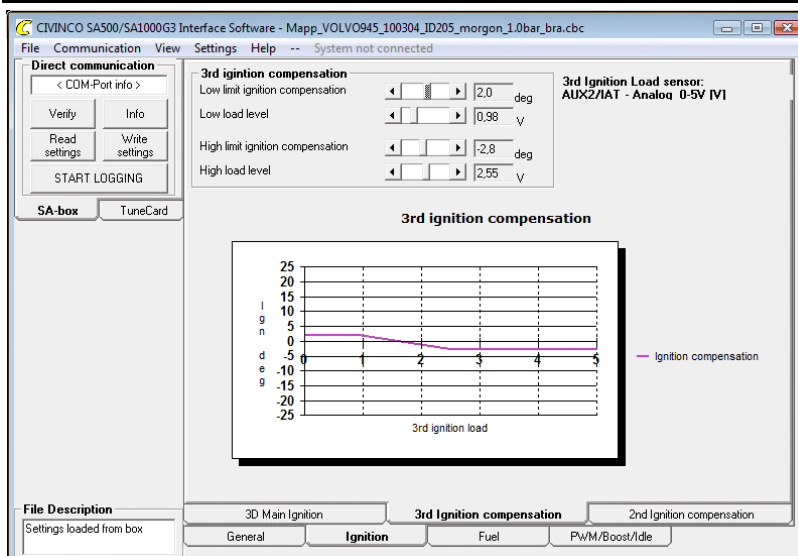 CIVINCO SA500/SA1000G3 Interface Software - Mapp_VOLVO945_100304_ID205_morgon_1.0bar_bra.cbc
File Communication View Settings Help -- System not connected
Direct communication
< COM-Port info >
Verify Info
Read settings Write settings
START LOGGING
SA-box TuneCard
3rd igintion compensation
Low limit ignition compensation 2,0 deg
Low load level 0,98 V
High limit ignition compensation -2,8 deg
High load level 2,55 V
3rd Ignition Load sensor:
AUX2/IAT - Analog 0-5V [V]
3rd ignition compensation
25
20
15
10
5
0
-5
-10
-15
-20
-25
Ign deg
0 1 2 3 4 5
3rd ignition load
Ignition compensation
File Description
Settings loaded from box
3D Main Ignition 3rd Ignition compensation 2nd Ignition compensation
General Ignition Fuel PWM/Boost/Idle